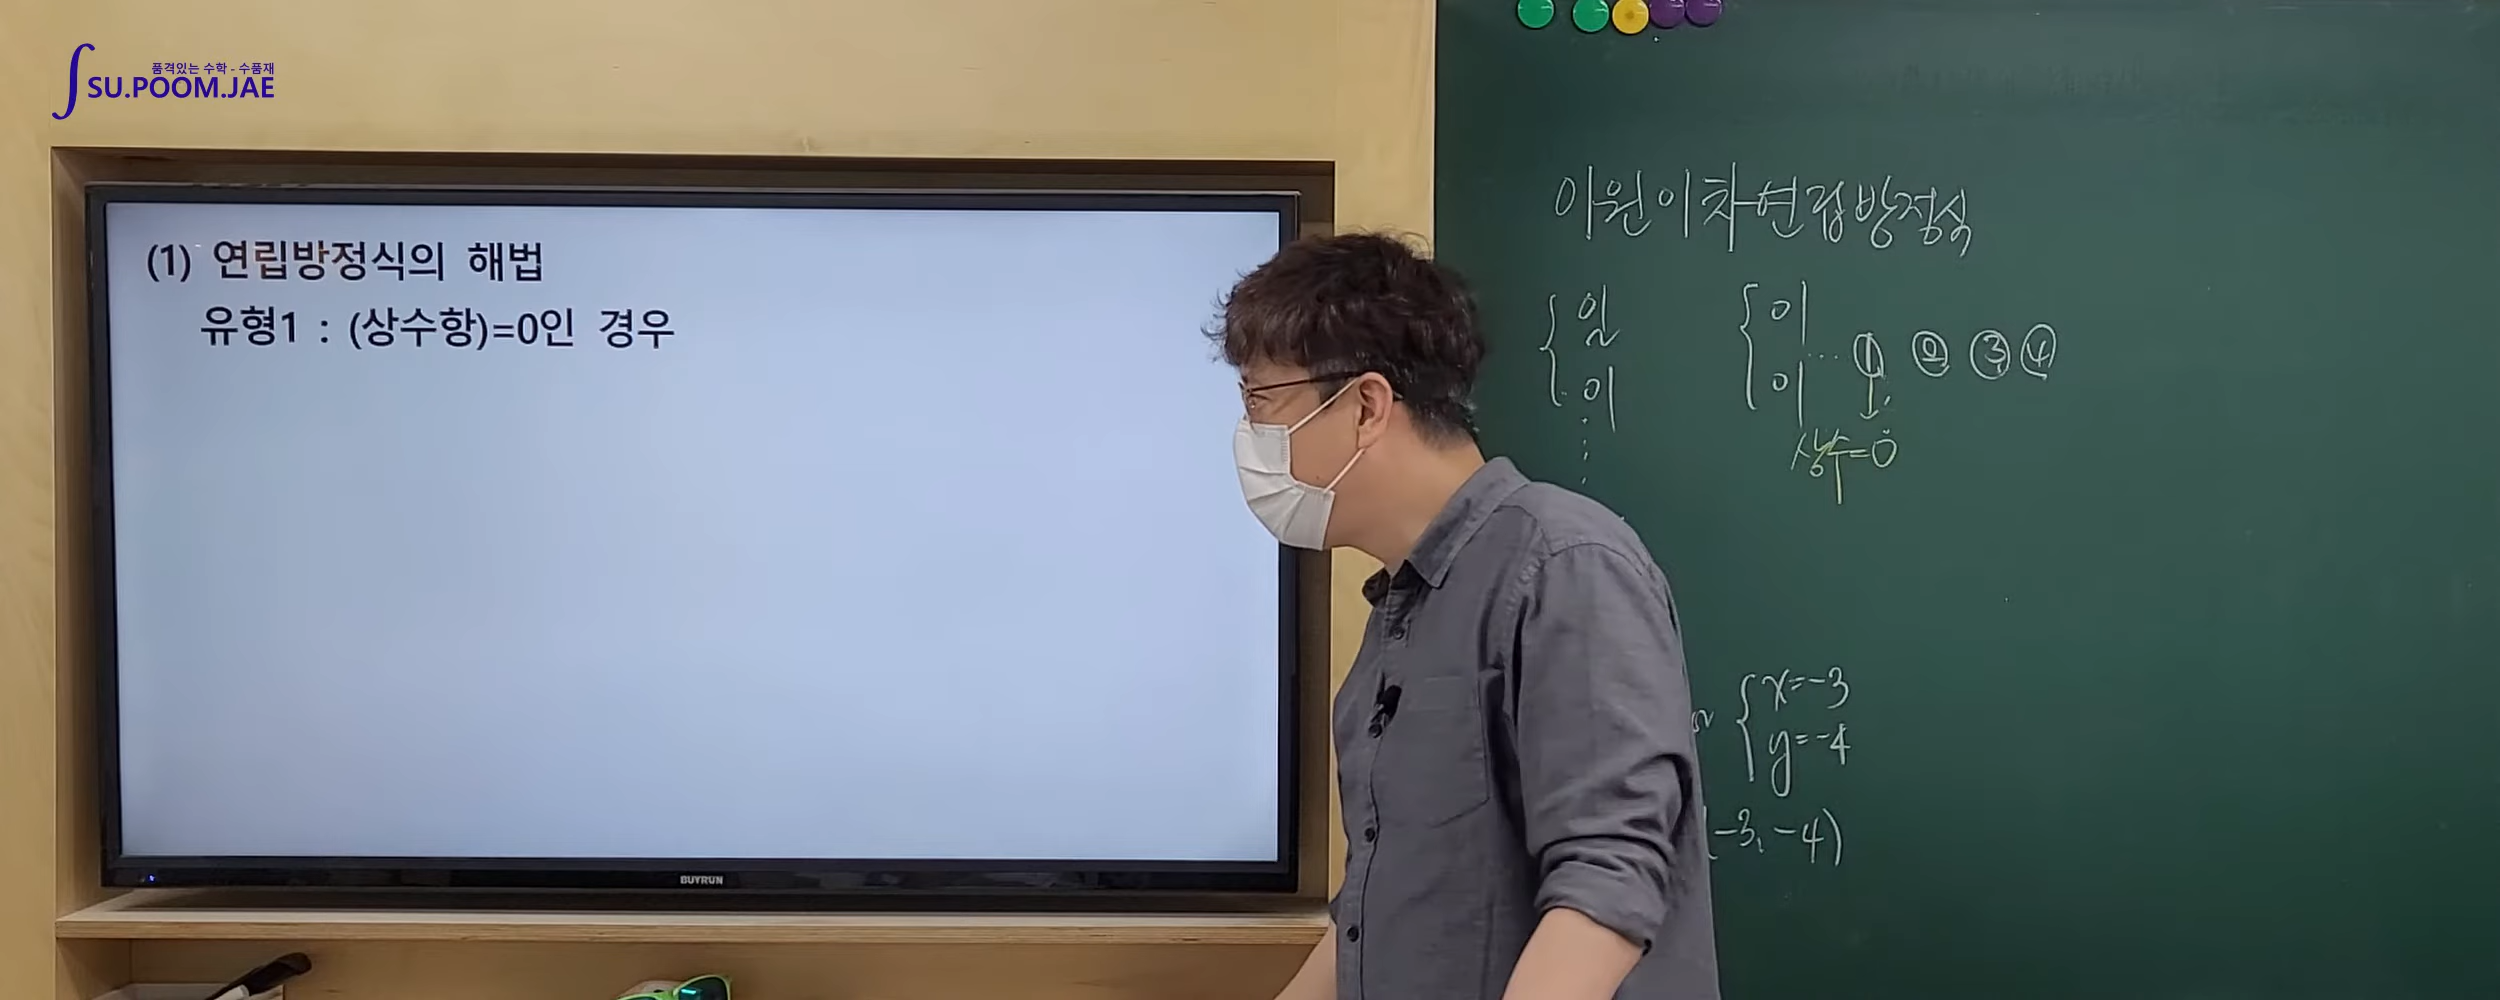 품격있는 수학 - 수품재
SU.POOM.JAE
(1) 연립방정식의 해법
유형1 : (상수항)=0인 경우
BUYRUN
이원이차연립방정식
일
이
이
이
... ① ② ③ ④
상수=0
or
x=-3
y=-4
(-3, -4)